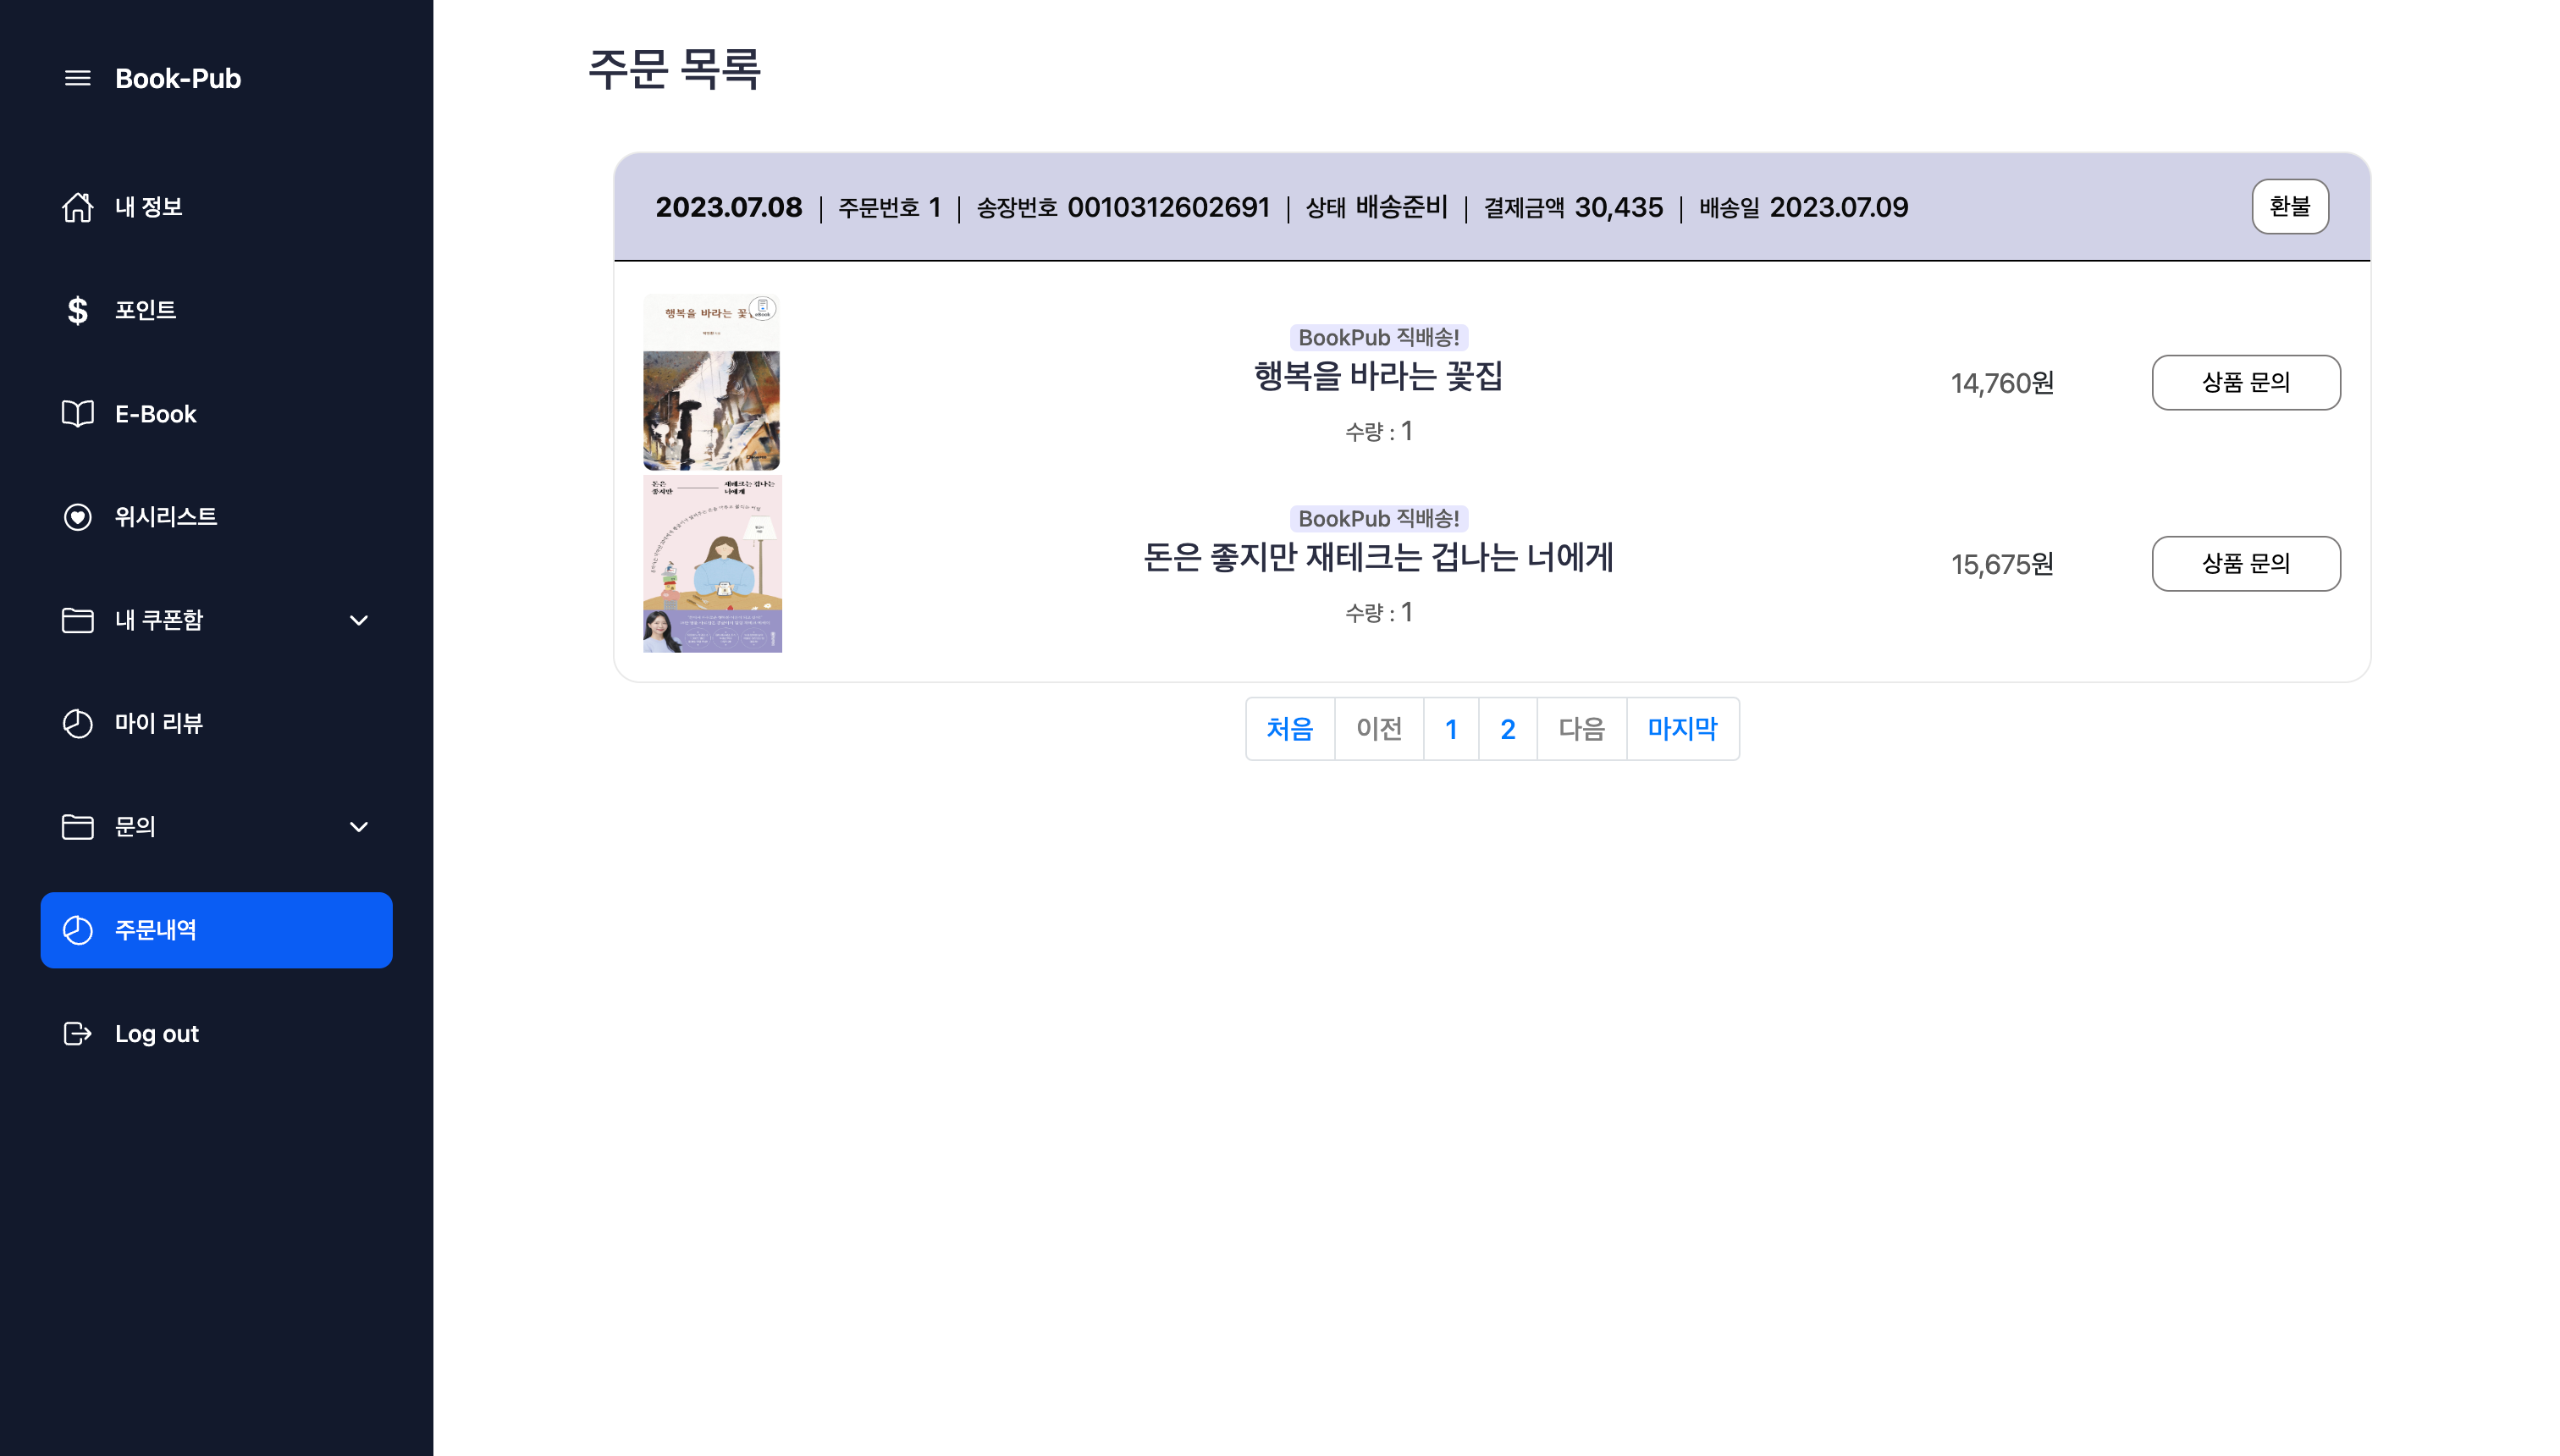 Book-Pub
내 정보
포인트
E-Book
위시리스트
내 쿠폰함
마이 리뷰
문의
주문내역
Log out
주문 목록
2023.07.08 | 주문번호 1 | 송장번호 0010312602691 | 상태 배송준비 | 결제금액 30,435 | 배송일 2023.07.09
환불
행복을 바라는
BookPub 직배송!
행복을 바라는 꽃집
수량 : 1
14,760원
상품 문의
돈은 좋지만 재테크는 겁나는 너에게
BookPub 직배송!
돈은 좋지만 재테크는 겁나는 너에게
수량 : 1
15,675원
상품 문의
처음 이전 1 2 다음 마지막